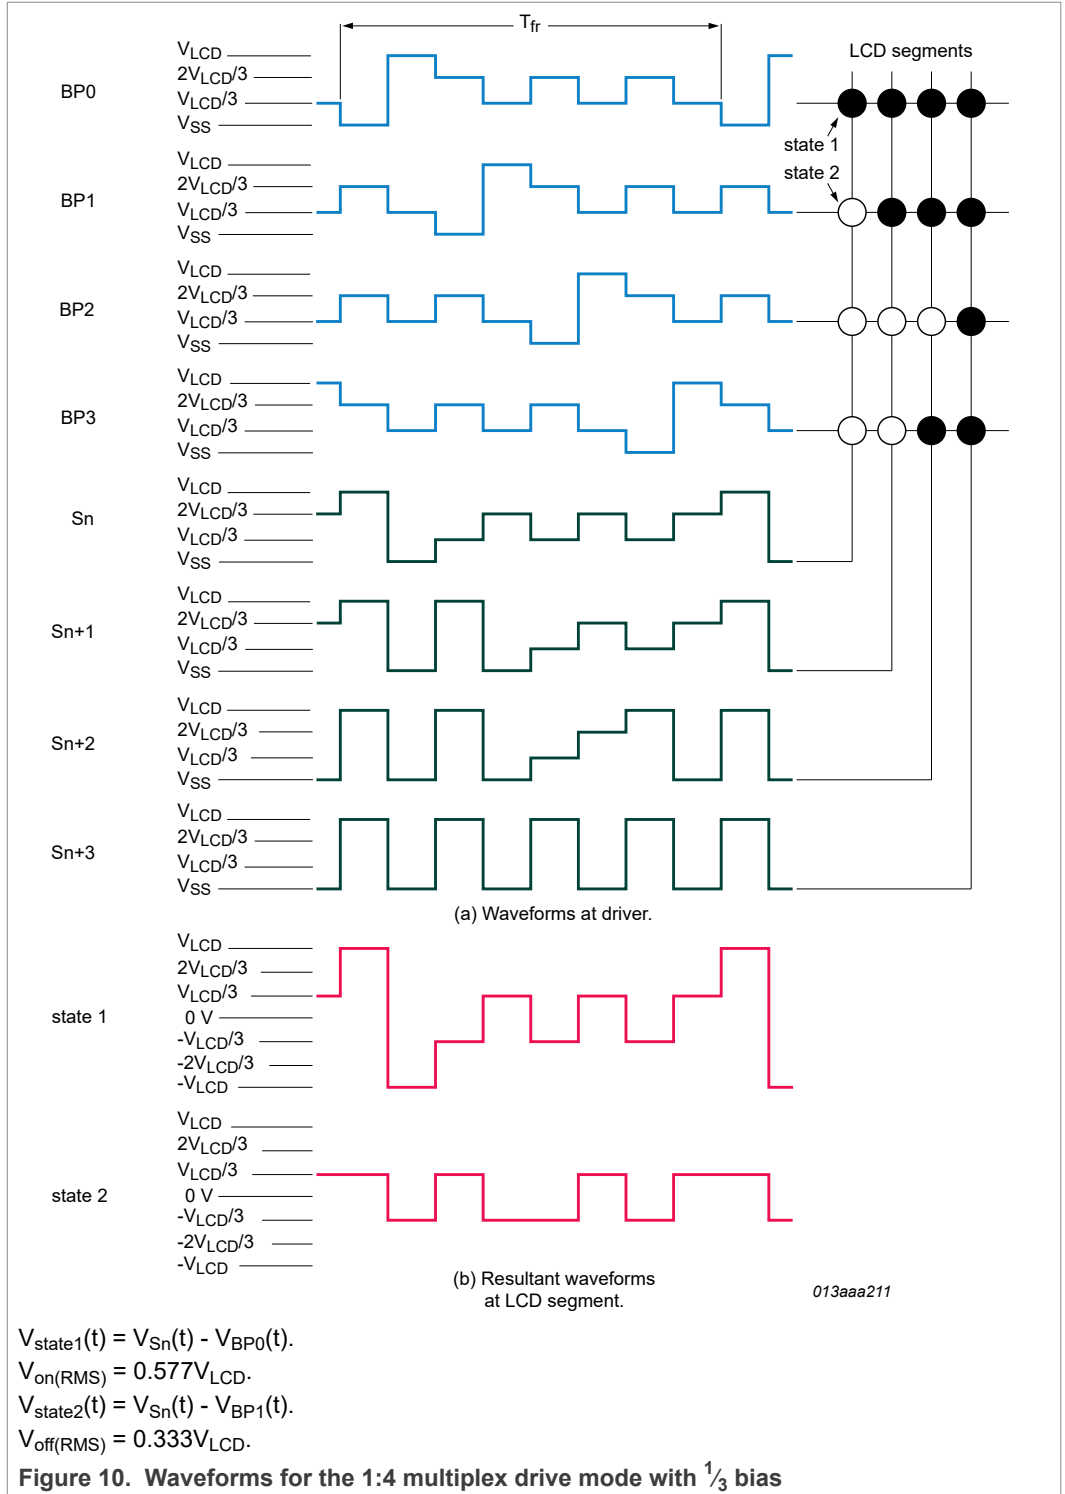 Tfr
BP0
VLCD
2VLCD/3
VLCD/3
VSS
LCD segments
state 1
state 2
BP1
VLCD
2VLCD/3
VLCD/3
VSS
BP2
VLCD
2VLCD/3
VLCD/3
VSS
BP3
VLCD
2VLCD/3
VLCD/3
VSS
Sn
VLCD
2VLCD/3
VLCD/3
VSS
Sn+1
VLCD
2VLCD/3
VLCD/3
VSS
Sn+2
VLCD
2VLCD/3
VLCD/3
VSS
Sn+3
VLCD
2VLCD/3
VLCD/3
VSS
(a) Waveforms at driver.
state 1
VLCD
2VLCD/3
VLCD/3
0 V
-VLCD/3
-2VLCD/3
-VLCD
state 2
VLCD
2VLCD/3
VLCD/3
0 V
-VLCD/3
-2VLCD/3
-VLCD
(b) Resultant waveforms
at LCD segment.
013aaa211
Vstate1(t) = VSn(t) - VBP0(t).
Von(RMS) = 0.577VLCD.
Vstate2(t) = VSn(t) - VBP1(t).
Voff(RMS) = 0.333VLCD.
Figure 10. Waveforms for the 1:4 multiplex drive mode with 1/3 bias